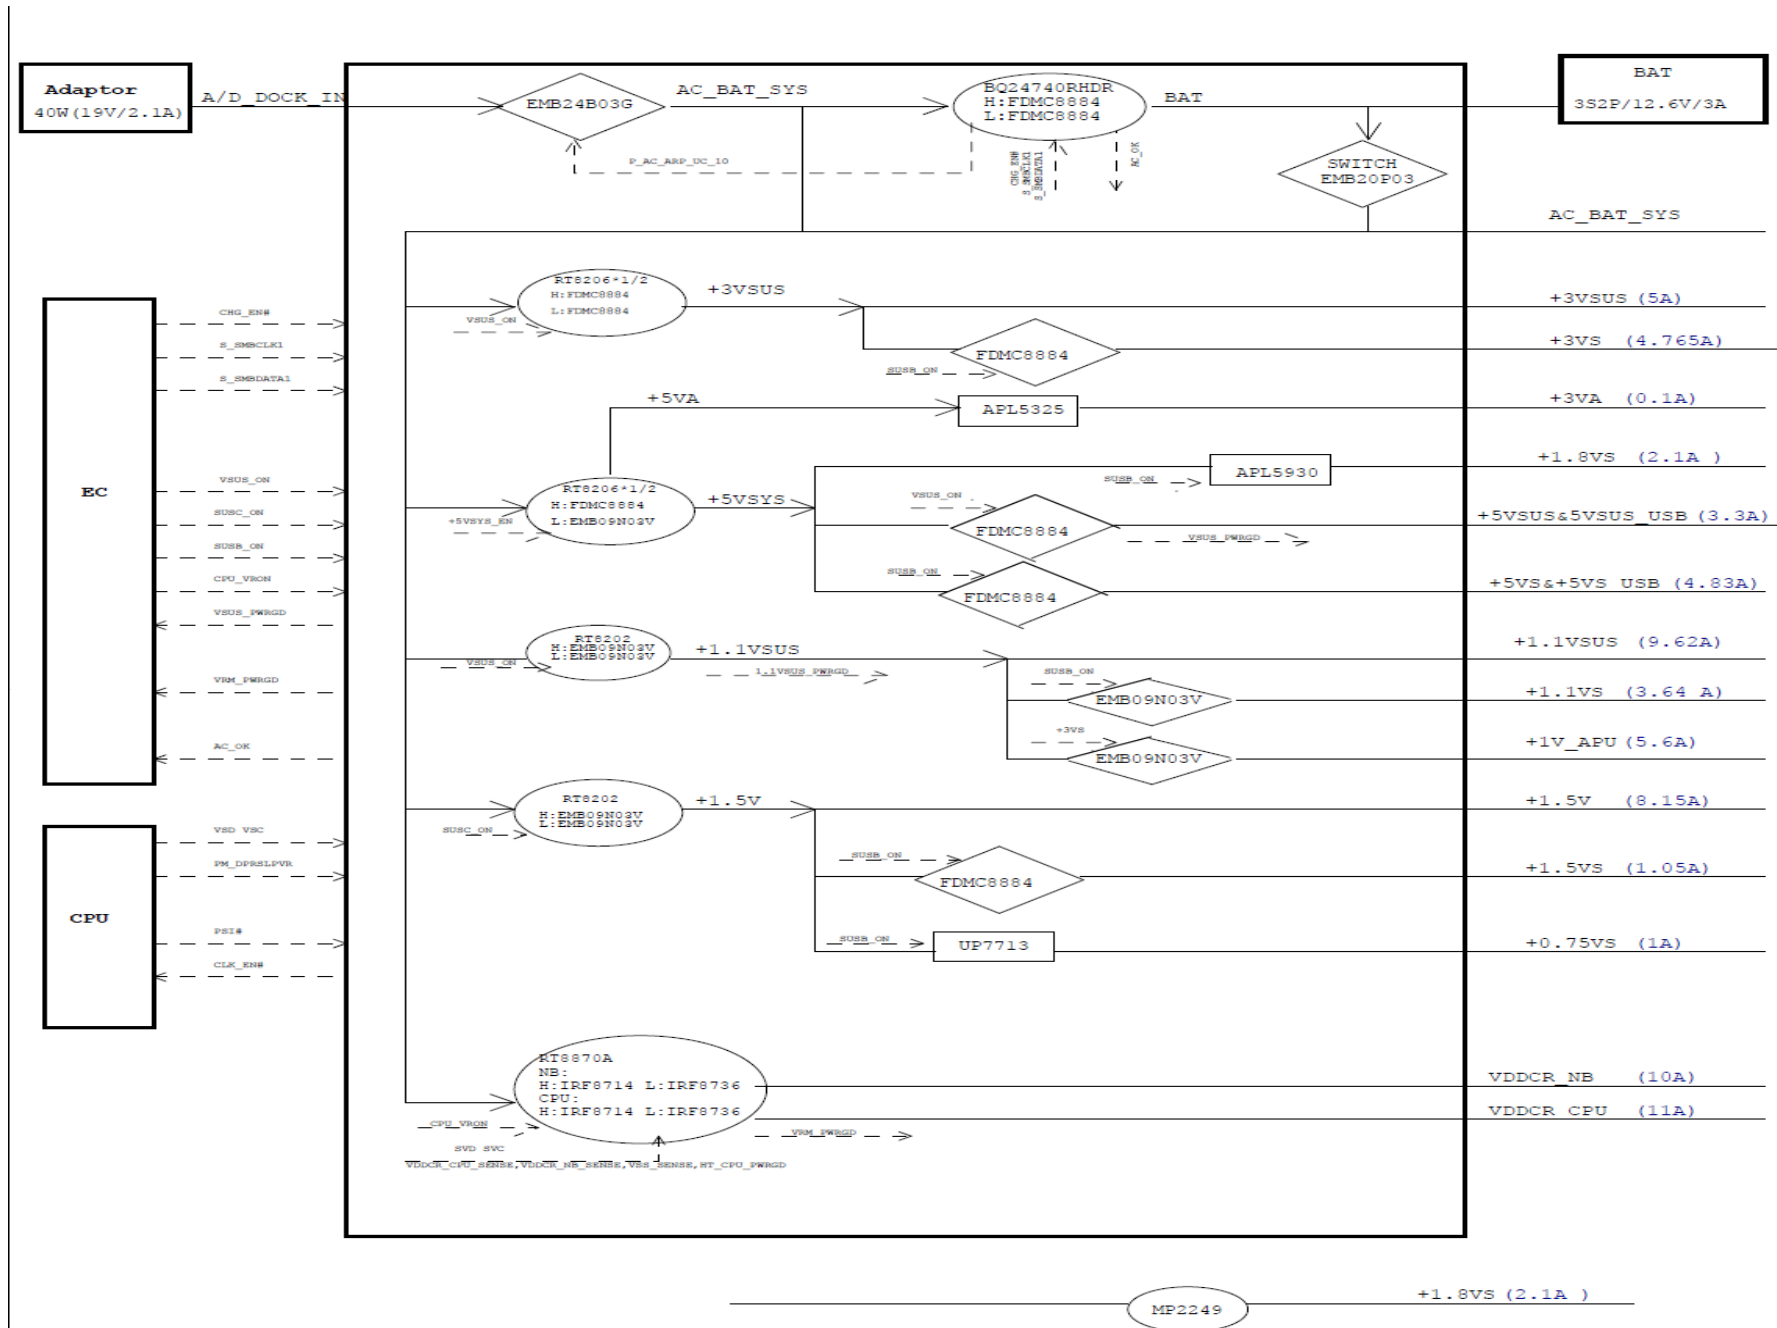 Adaptor
40W(19V/2.1A)
A/D_DOCK_IN
EMB24B03G
AC_BAT_SYS
BQ24740RHDR
H:FDMC8884
L:FDMC8884
BAT
BAT
3S2P/12.6V/3A
P_AC_ARP_UC_10
CHG_EN#
S_SMBCLK1
S_SMBDATA1
AC_OK
SWITCH
EMB20P03
AC_BAT_SYS
RT8206*1/2
H:FDMC8884
L:FDMC8884
VSUS_ON
+3VSUS
+3VSUS (5A)
FDMC8884
SUSB_ON
+3VS (4.765A)
+5VA
APL5325
+3VA (0.1A)
EC
CHG_EN#
S_SMBCLK1
S_SMBDATA1
VSUS_ON
SUSC_ON
SUSB_ON
CPU_VRON
VSUS_PWRGD
VRM_PWRGD
AC_OK
RT8206*1/2
H:FDMC8884
L:EMB09N03V
+5VSYS_EN
+5VSYS
SUSB_ON
APL5930
+1.8VS (2.1A )
VSUS_ON
FDMC8884
VSUS_PWRGD
+5VSUS&5VSUS_USB (3.3A)
SUSB_ON
FDMC8884
+5VS&+5VS_USB (4.83A)
RT8202
H:EMB09N03V
L:EMB09N03V
VSUS_ON
+1.1VSUS
1.1VSUS_PWRGD
+1.1VSUS (9.62A)
SUSB_ON
EMB09N03V
+1.1VS (3.64 A)
+3VS
EMB09N03V
+1V_APU (5.6A)
RT8202
H:EMB09N03V
L:EMB09N03V
SUSC_ON
+1.5V
+1.5V (8.15A)
SUSB_ON
FDMC8884
+1.5VS (1.05A)
SUSB_ON
UP7713
+0.75VS (1A)
CPU
VSD VSC
PM_DPRSLPVR
PSI#
CLK_EN#
RT8870A
NB:
H:IRF8714 L:IRF8736
CPU:
H:IRF8714 L:IRF8736
CPU_VRON
SVD SVC
VDDCR_CPU_SENSE,VDDCR_NB_SENSE,VSS_SENSE,HT_CPU_PWRGD
VRM_PWRGD
VDDCR_NB (10A)
VDDCR_CPU (11A)
MP2249
+1.8VS (2.1A )